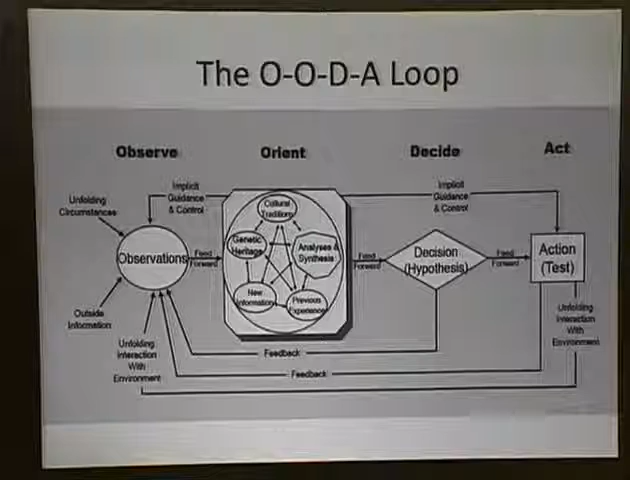 The O-O-D-A Loop
Observe
Orient
Decide
Act
Implicit
Guidance
& Control
Implicit
Guidance
& Control
Unfolding
Circumstances
Observations
Outside
Information
Feed
Forward
Cultural
Traditions
Genetic
Heritage
Analyses &
Synthesis
New
Information
Previous
Experience
Feed
Forward
Decision
(Hypothesis)
Feed
Forward
Action
(Test)
Unfolding
Interaction
With
Environment
Unfolding
Interaction
With
Environment
Feedback
Feedback